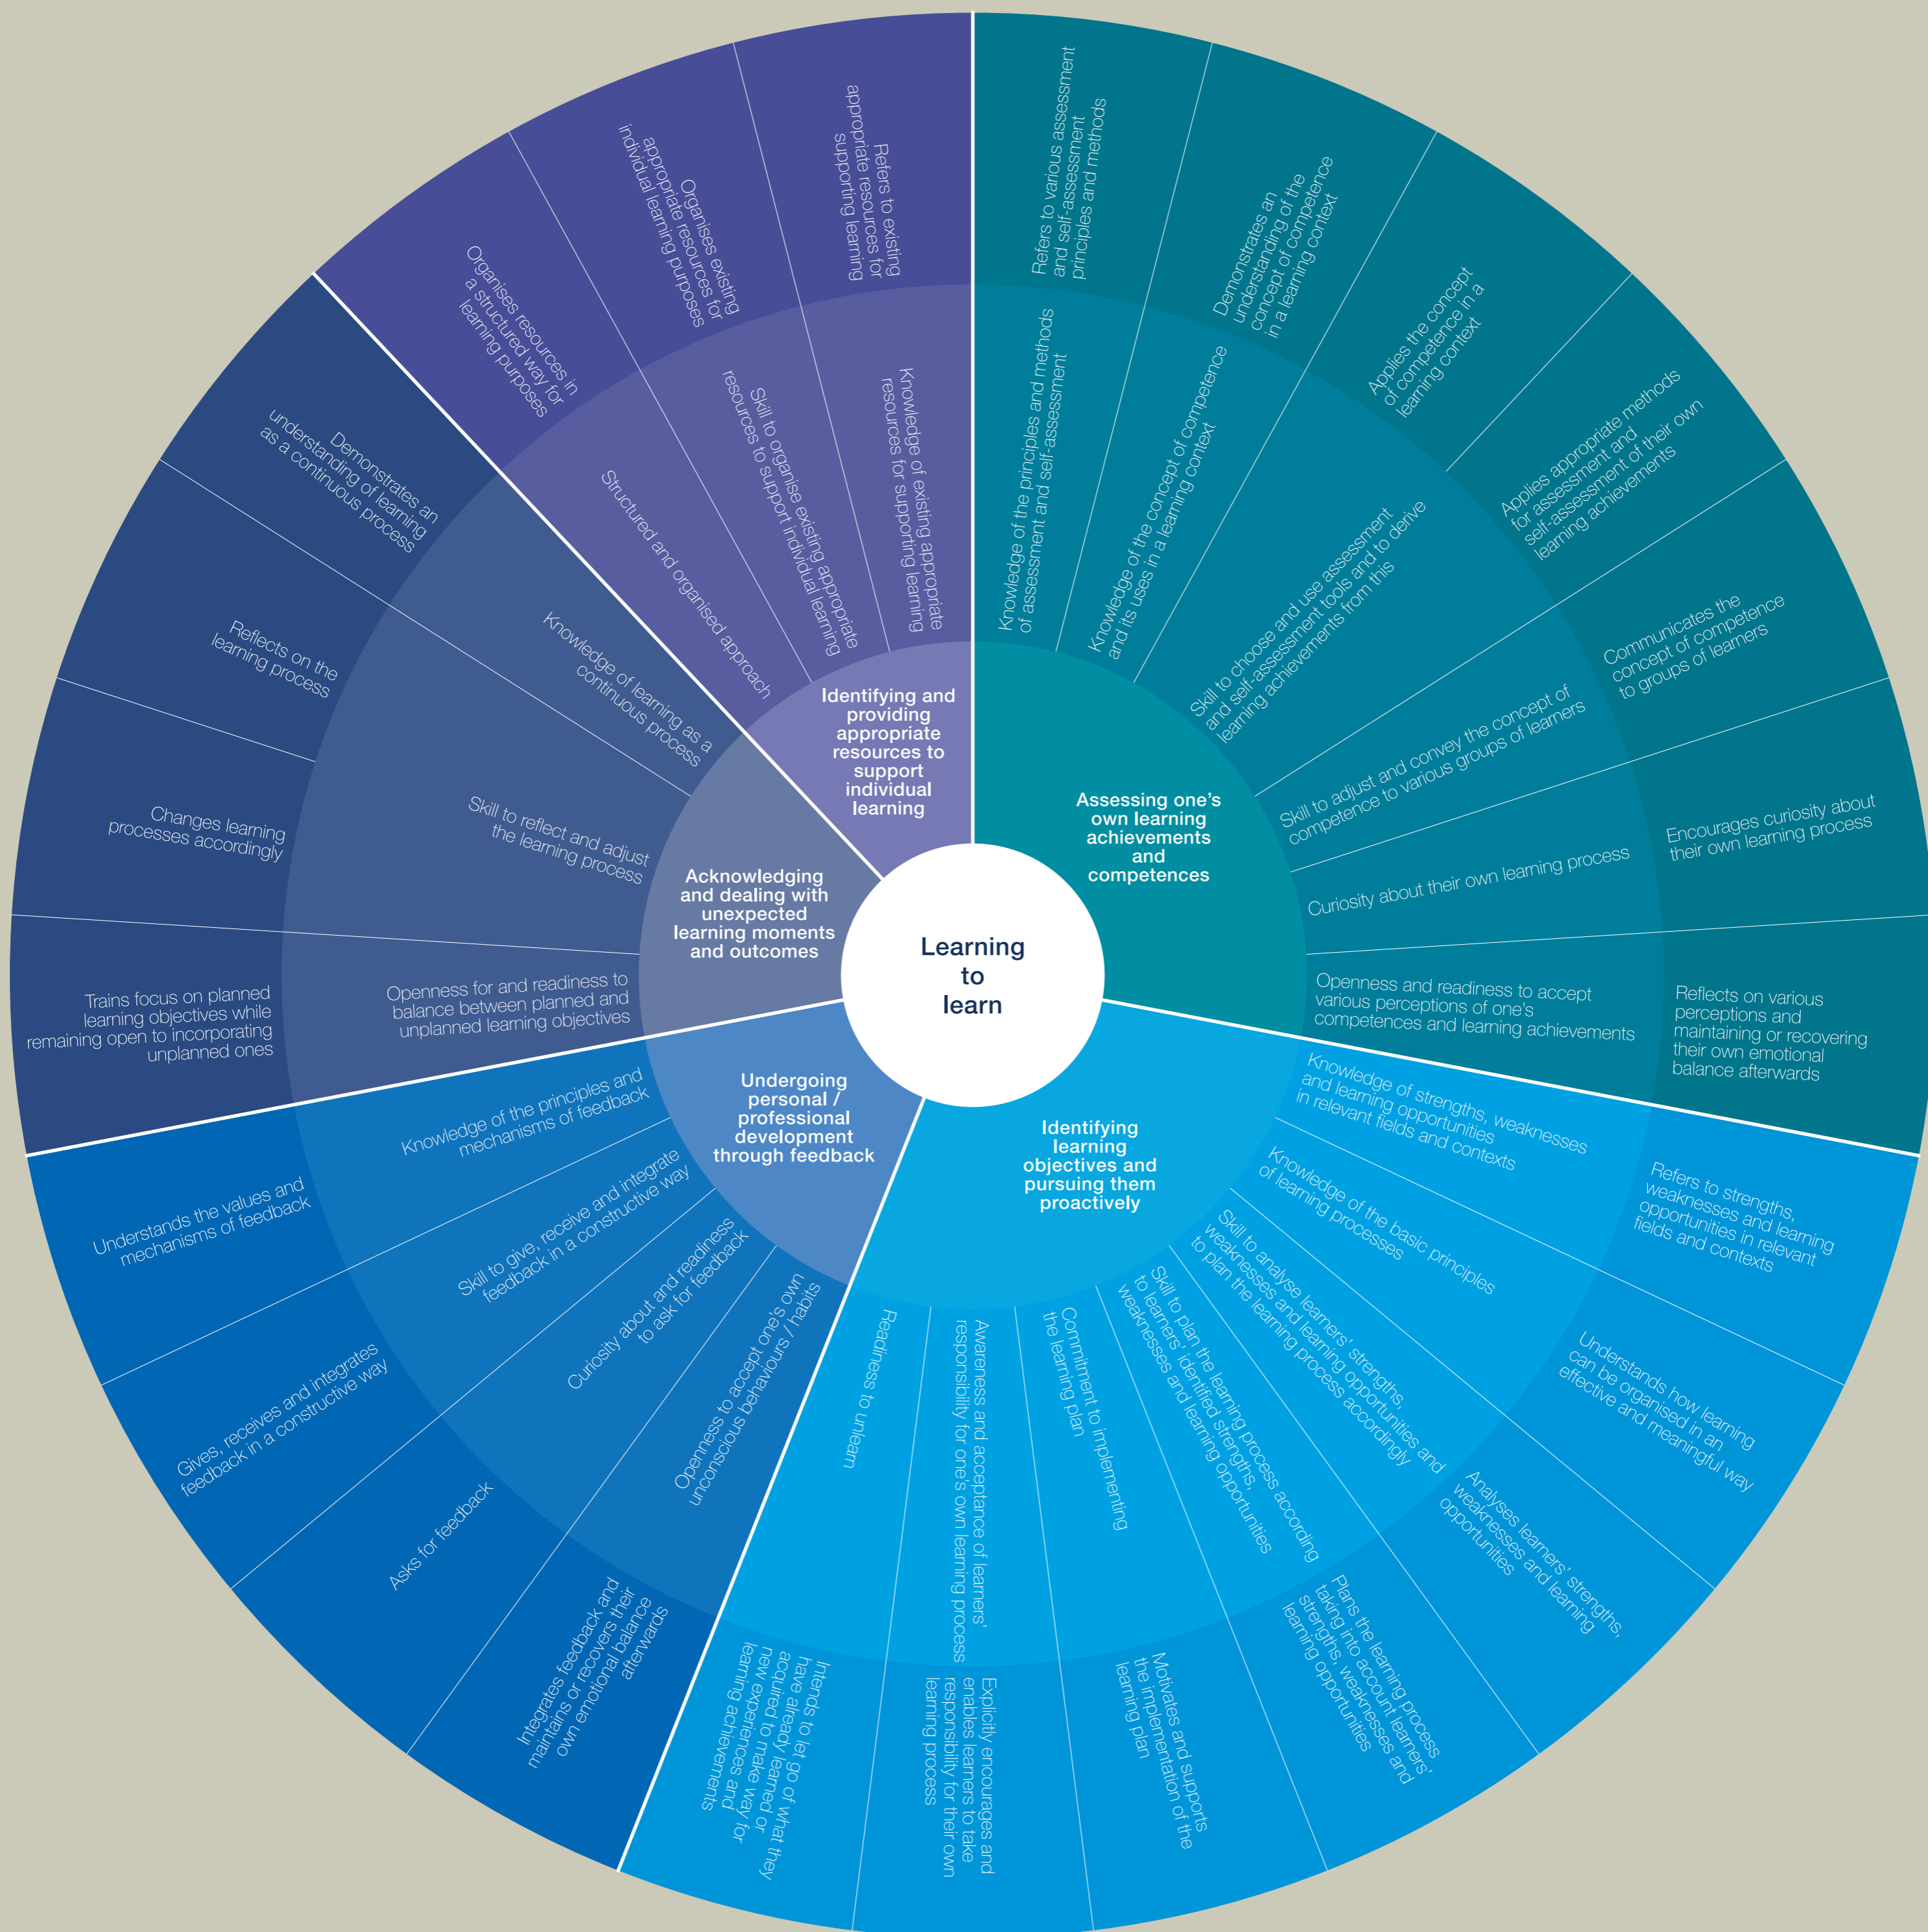 Learning
to
learn
Assessing one’s
own learning
achievements
and
competences
Knowledge of the principles and methods
of assessment and self-assessment
Refers to various assessment
and self-assessment
principles and methods
Knowledge of the concept of competence
and its uses in a learning context
Demonstrates an
understanding of the
concept of competence
in a learning context
Skill to choose and use assessment
and self-assessment tools and to derive
learning achievements from this
Applies the concept
of competence in a
learning context
Applies appropriate methods
for assessment and
self-assessment of their own
learning achievements
Skill to adjust and convey the concept of
competence to various groups of learners
Communicates the
concept of competence
to groups of learners
Curiosity about their own learning process
Encourages curiosity about
their own learning process
Openness and readiness to accept
various perceptions of one’s
competences and learning achievements
Reflects on various
perceptions and
maintaining or recovering
their own emotional
balance afterwards
Identifying
learning
objectives and
pursuing them
proactively
Knowledge of strengths, weaknesses
and learning opportunities
in relevant fields and contexts
Refers to strengths,
weaknesses and learning
opportunities in relevant
fields and contexts
Knowledge of the basic principles
of learning processes
Understands how learning
can be organised in an
effective and meaningful way
Skill to analyse learners’ strengths,
weaknesses and learning opportunities and
to plan the learning process accordingly
Analyses learners’ strengths,
weaknesses and learning
opportunities
Skill to plan the learning process according
to learners’ identified strengths,
weaknesses and learning opportunities
Plans the learning process
taking into account learners’
strengths, weaknesses and
learning opportunities
Commitment to implementing
the learning plan
Motivates and supports
the implementation of the
learning plan
Awareness and acceptance of learners’
responsibility for one’s own learning process
Explicitly encourages and
enables learners to take
responsibility for their own
learning process
Readiness to unlearn
Intends to let go of what they
have already learned or
acquired to make way for
new experiences and
learning achievements
Undergoing
personal /
professional
development
through feedback
Openness to accept one’s own
unconscious behaviours / habits
Integrates feedback and
maintains or recovers their
own emotional balance
afterwards
Curiosity about and readiness
to ask for feedback
Asks for feedback
Skill to give, receive and integrate
feedback in a constructive way
Gives, receives and integrates
feedback in a constructive way
Knowledge of the principles and
mechanisms of feedback
Understands the values and
mechanisms of feedback
Acknowledging
and dealing with
unexpected
learning moments
and outcomes
Openness for and readiness to
balance between planned and
unplanned learning objectives
Trains focus on planned
learning objectives while
remaining open to incorporating
unplanned ones
Skill to reflect and adjust
the learning process
Changes learning
processes accordingly
Reflects on the
learning process
Knowledge of learning as a
continuous process
Demonstrates an
understanding of learning
as a continuous process
Identifying and
providing
appropriate
resources to
support
individual
learning
Structured and organised approach
Organises resources in
a structured way for
learning purposes
Skill to organise existing appropriate
resources to support individual learning
Organises existing
appropriate resources for
individual learning purposes
Knowledge of existing appropriate
resources for supporting learning
Refers to existing
appropriate resources for
supporting learning